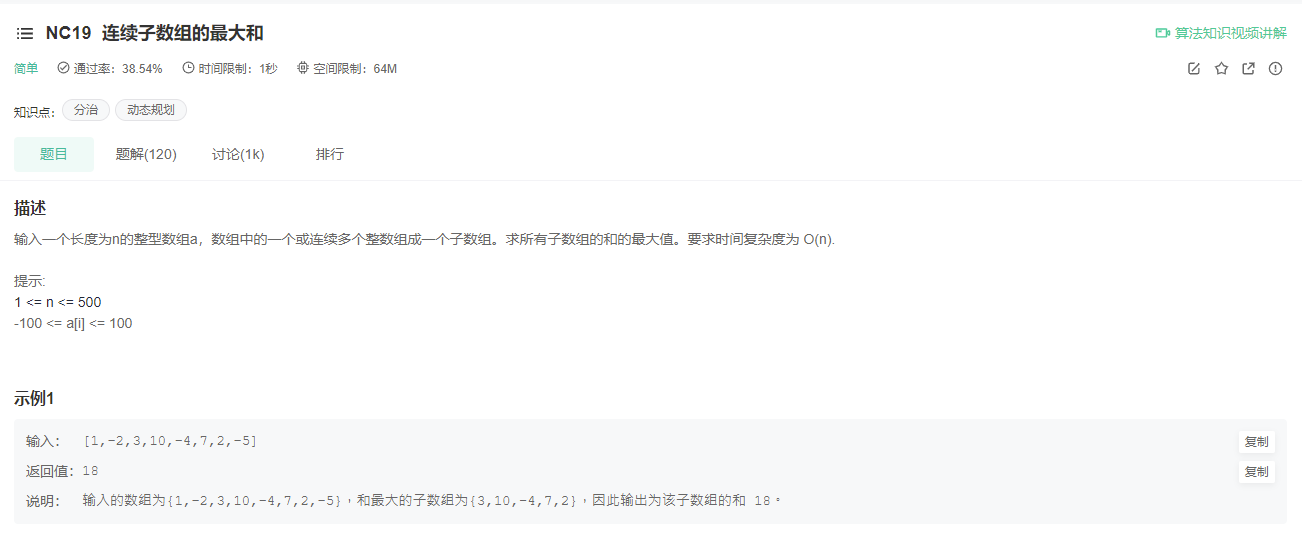 NC19 连续子数组的最大和
算法知识视频讲解
简单 通过率：38.54% 时间限制：1秒 空间限制：64M
知识点： 分治 动态规划
题目 题解(120) 讨论(1k) 排行
描述
输入一个长度为n的整型数组a，数组中的一个或连续多个整数组成一个子数组。求所有子数组的和的最大值。要求时间复杂度为 O(n).
提示:
1 <= n <= 500
-100 <= a[i] <= 100
示例1
输入： [1,-2,3,10,-4,7,2,-5] 复制
返回值：18 复制
说明： 输入的数组为{1,-2,3,10,-4,7,2,-5}，和最大的子数组为{3,10,-4,7,2}，因此输出为该子数组的和 18。